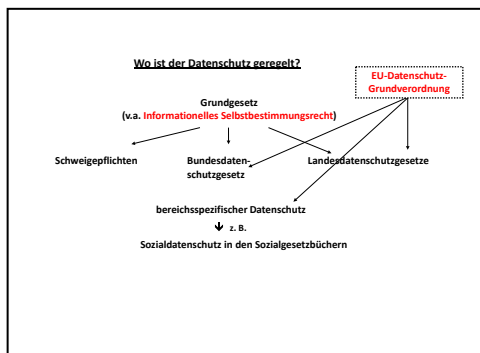 Wo ist der Datenschutz geregelt?
EU-Datenschutz-
Grundverordnung
Grundgesetz
(v.a. Informationelles Selbstbestimmungsrecht)
Schweigepflichten
Bundesdaten-
schutzgesetz
Landesdatenschutzgesetze
bereichsspezifischer Datenschutz
z. B.
Sozialdatenschutz in den Sozialgesetzbüchern